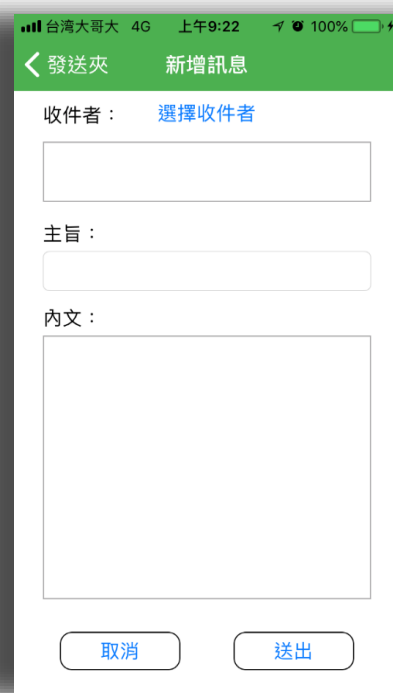 台湾大哥大 4G 上午9:22 100%
發送夾 新增訊息
收件者： 選擇收件者
主旨：
內文：
取消 送出